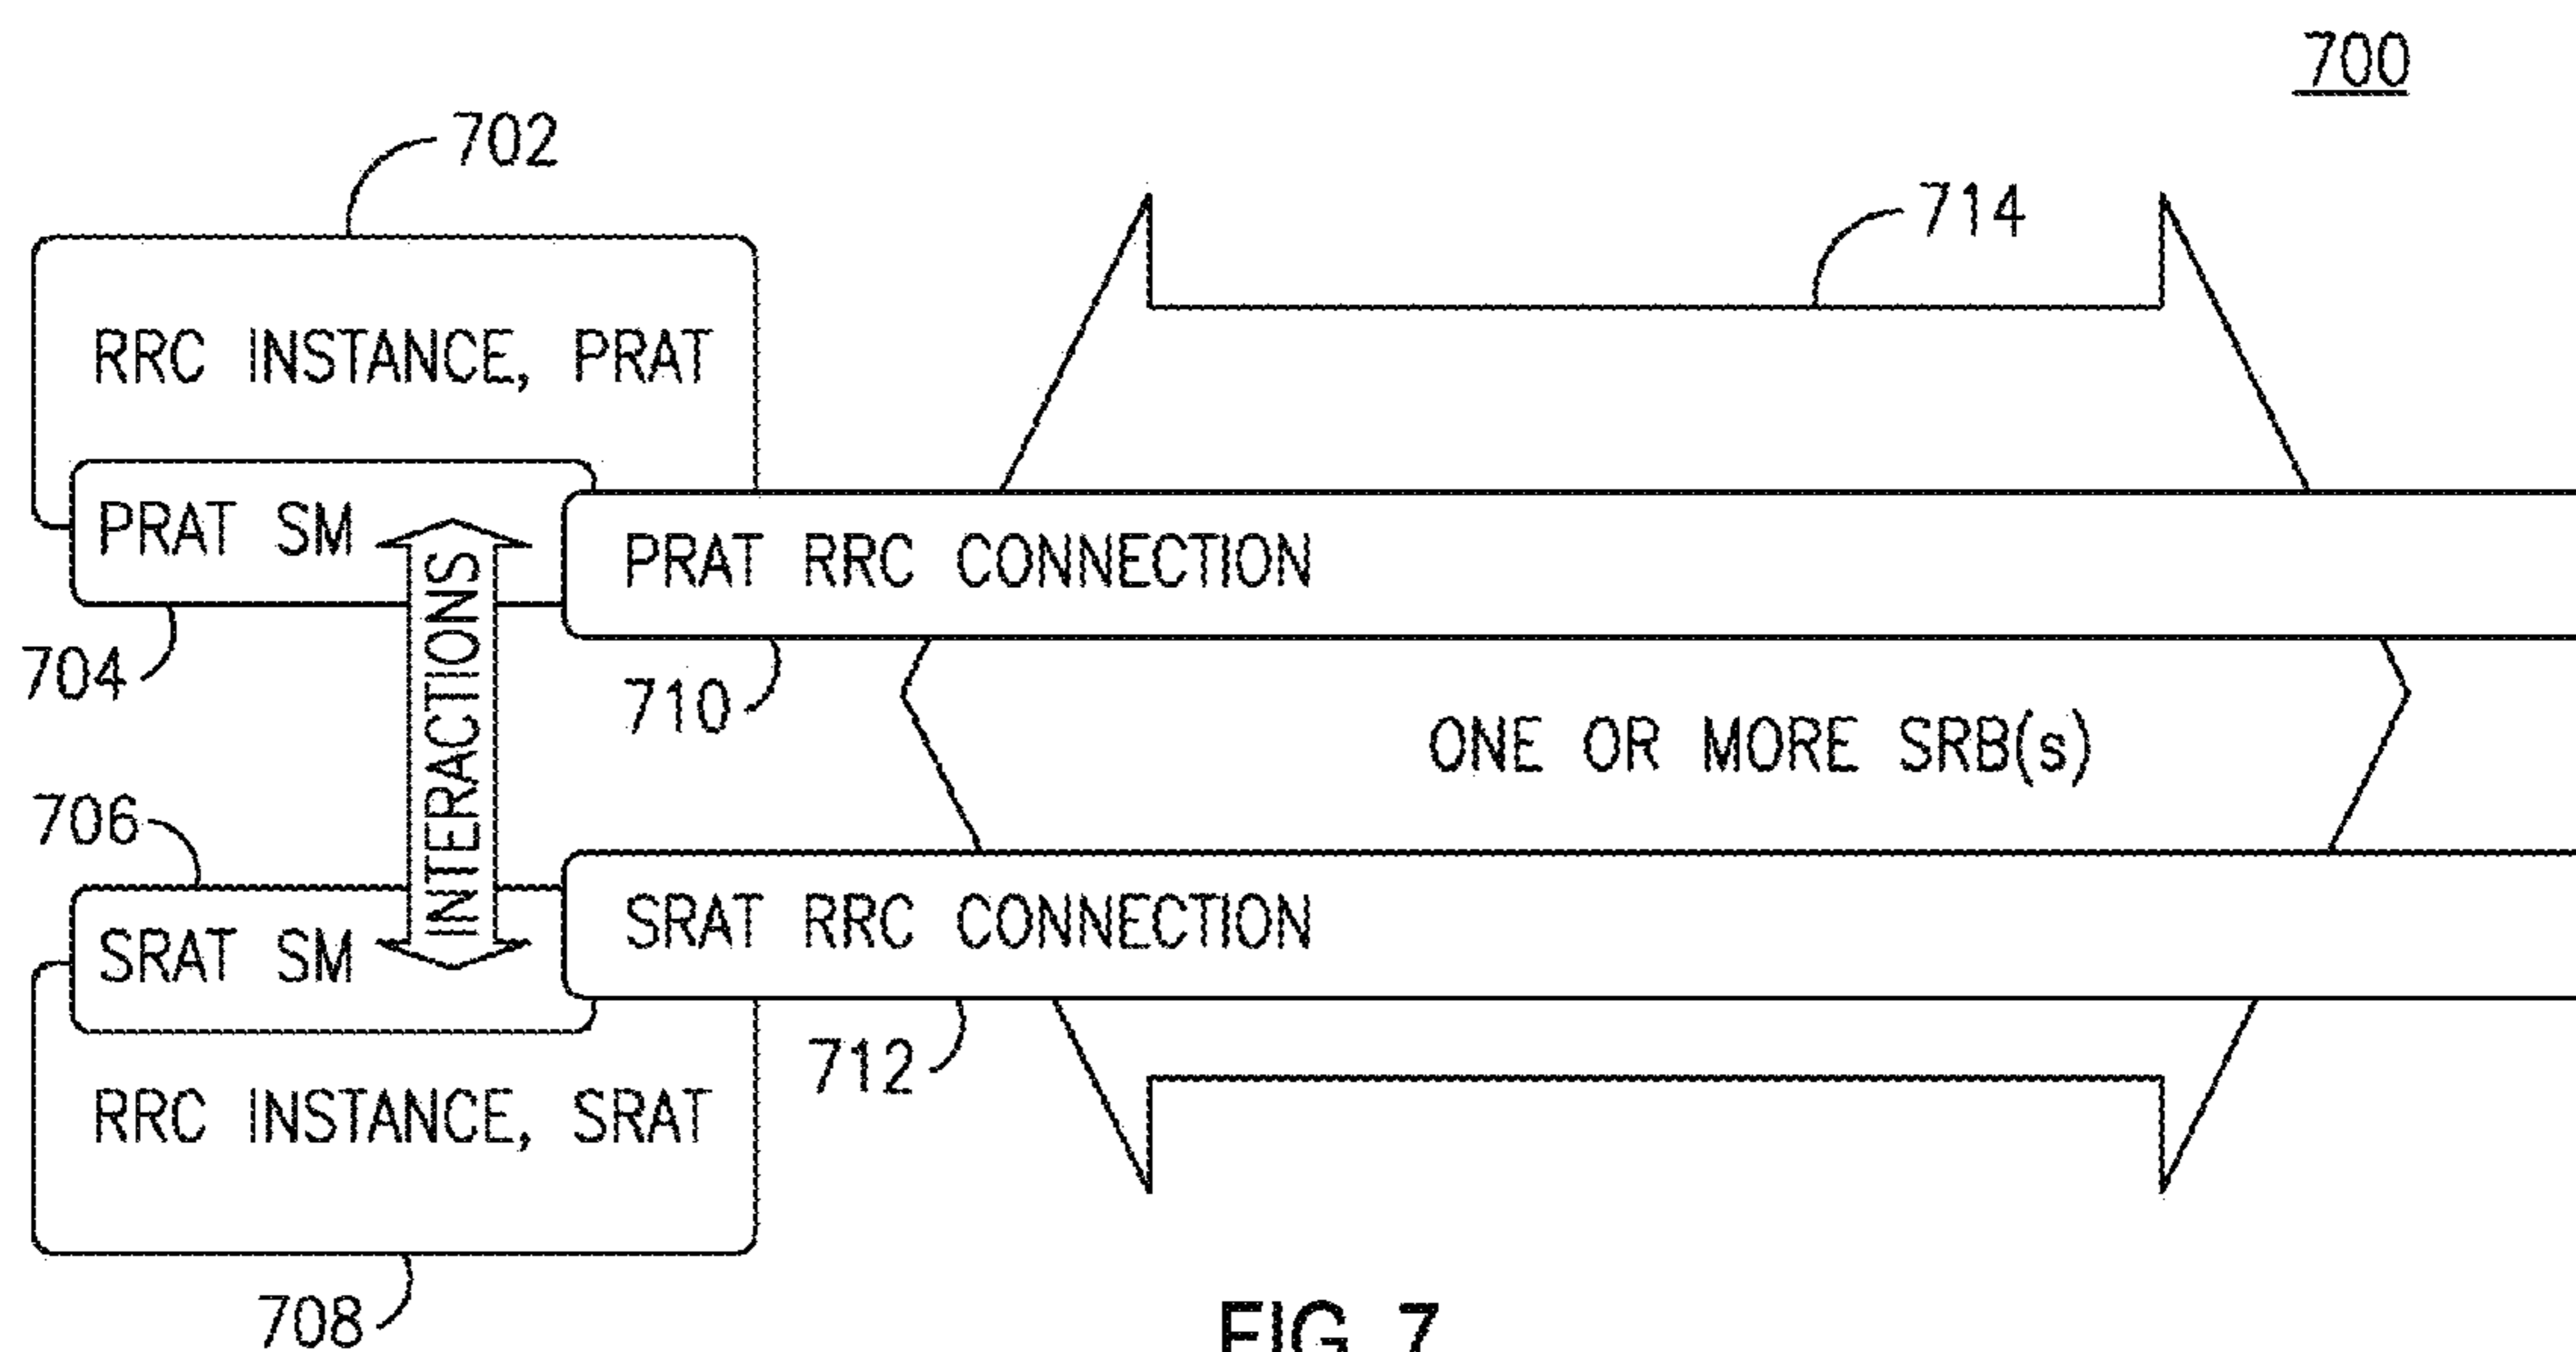 700
702
714
RRC INSTANCE, PRAT
PRAT SM
PRAT RRC CONNECTION
704
710
INTERACTIONS
ONE OR MORE SRB(s)
706
SRAT SM
SRAT RRC CONNECTION
712
RRC INSTANCE, SRAT
708
FIG. 7